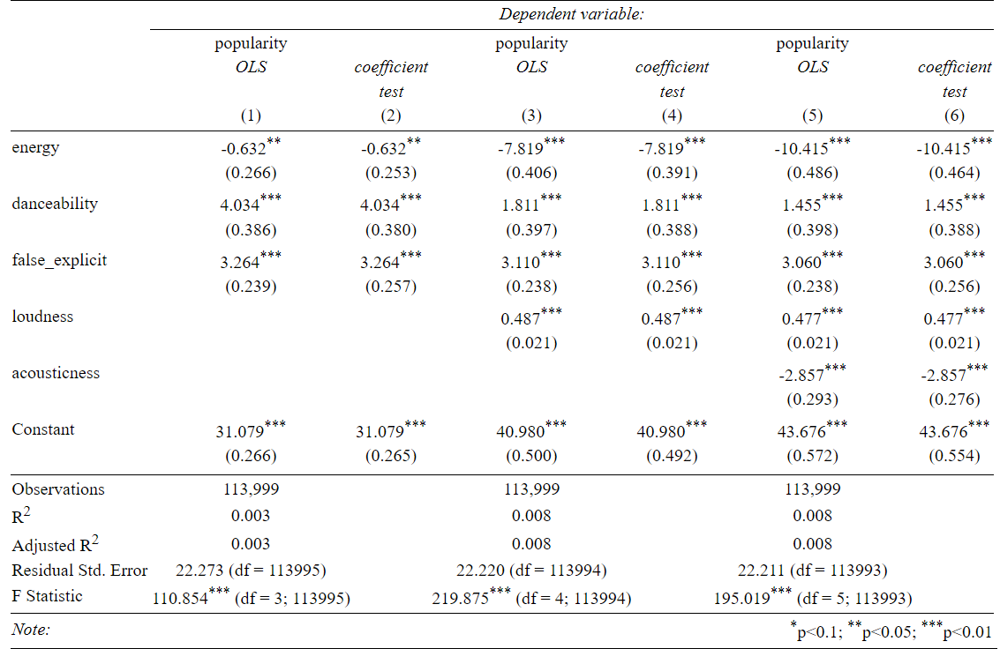 Dependent variable:
popularity popularity popularity
OLS coefficient OLS coefficient OLS coefficient
test test test
(1) (2) (3) (4) (5) (6)
energy -0.632** -0.632** -7.819*** -7.819*** -10.415*** -10.415***
(0.266) (0.253) (0.406) (0.391) (0.486) (0.464)
danceability 4.034*** 4.034*** 1.811*** 1.811*** 1.455*** 1.455***
(0.386) (0.380) (0.397) (0.388) (0.398) (0.388)
false_explicit 3.264*** 3.264*** 3.110*** 3.110*** 3.060*** 3.060***
(0.239) (0.257) (0.238) (0.256) (0.238) (0.256)
loudness 0.487*** 0.487*** 0.477*** 0.477***
(0.021) (0.021) (0.021) (0.021)
acousticness -2.857*** -2.857***
(0.293) (0.276)
Constant 31.079*** 31.079*** 40.980*** 40.980*** 43.676*** 43.676***
(0.266) (0.265) (0.500) (0.492) (0.572) (0.554)
Observations 113,999 113,999 113,999
R2 0.003 0.008 0.008
Adjusted R2 0.003 0.008 0.008
Residual Std. Error 22.273 (df = 113995) 22.220 (df = 113994) 22.211 (df = 113993)
F Statistic 110.854*** (df = 3; 113995) 219.875*** (df = 4; 113994) 195.019*** (df = 5; 113993)
Note: *p<0.1; **p<0.05; ***p<0.01